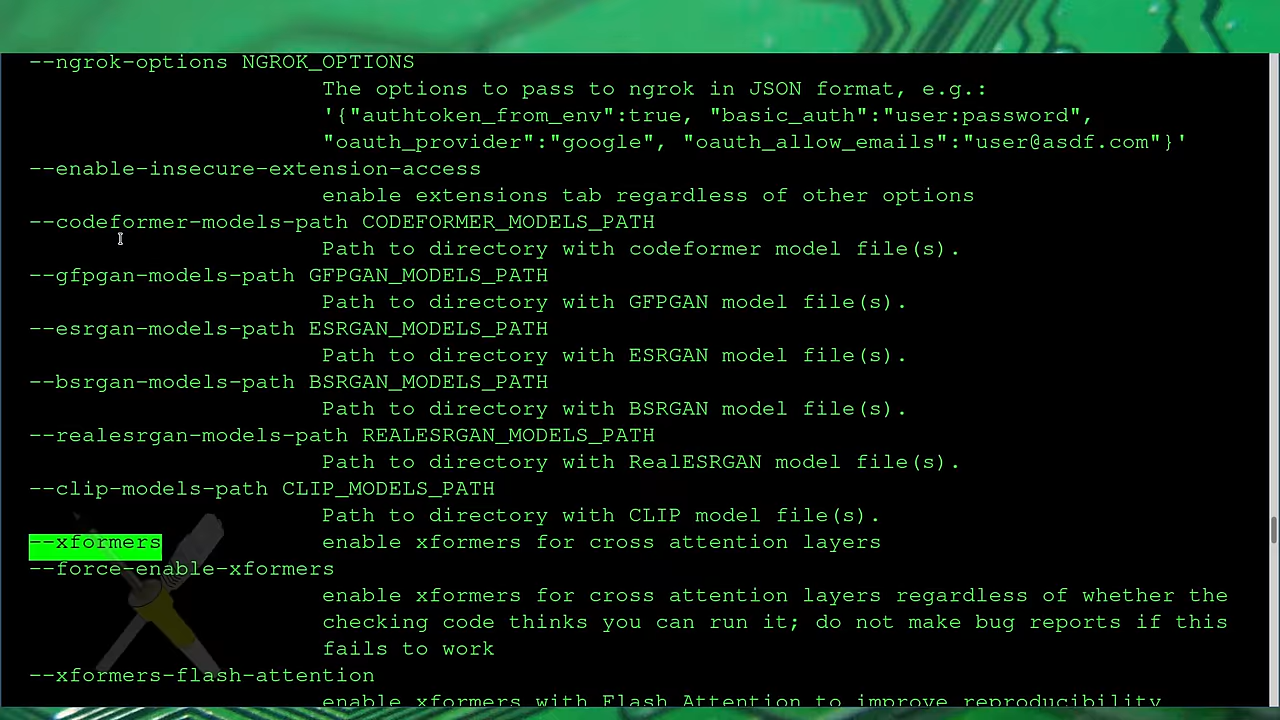 --ngrok-options NGROK_OPTIONS
The options to pass to ngrok in JSON format, e.g.:
'{"authtoken_from_env":true, "basic_auth":"user:password",
"oauth_provider":"google", "oauth_allow_emails":"user@asdf.com"}'
--enable-insecure-extension-access
enable extensions tab regardless of other options
--codeformer-models-path CODEFORMER_MODELS_PATH
Path to directory with codeformer model file(s).
--gfpgan-models-path GFPGAN_MODELS_PATH
Path to directory with GFPGAN model file(s).
--esrgan-models-path ESRGAN_MODELS_PATH
Path to directory with ESRGAN model file(s).
--bsrgan-models-path BSRGAN_MODELS_PATH
Path to directory with BSRGAN model file(s).
--realesrgan-models-path REALESRGAN_MODELS_PATH
Path to directory with RealESRGAN model file(s).
--clip-models-path CLIP_MODELS_PATH
Path to directory with CLIP model file(s).
--xformers enable xformers for cross attention layers
--force-enable-xformers
enable xformers for cross attention layers regardless of whether the
checking code thinks you can run it; do not make bug reports if this
fails to work
--xformers-flash-attention
enable xformers with Flash Attention to improve reproducibility